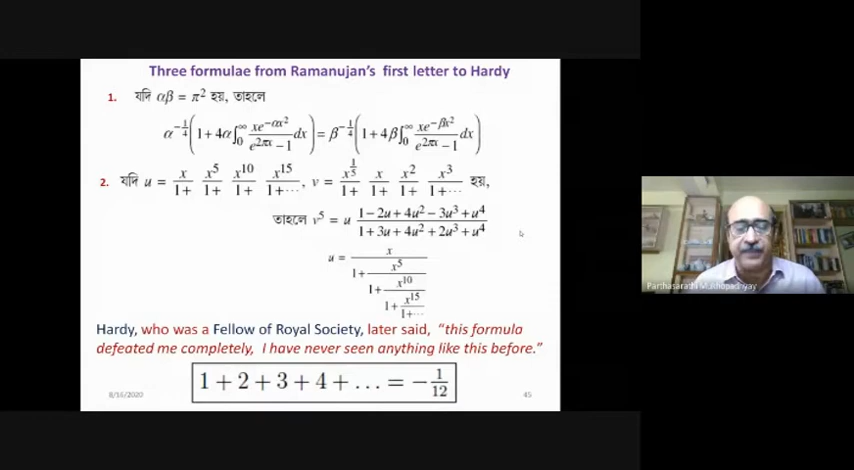 Three formulae from Ramanujan's first letter to Hardy
1. যদি αβ = π² হয়, তাহলে
α^{-1/4}(1 + 4α∫₀^∞ xe^{-αx²}/(e^{2πx} − 1) dx) = β^{-1/4}(1 + 4β∫₀^∞ xe^{-βx²}/(e^{2πx} − 1) dx)
2. যদি u = x/1+ x⁵/1+ x¹⁰/1+ x¹⁵/1+⋯, v = x^{1/5}/1+ x/1+ x²/1+ x³/1+⋯ হয়,
তাহলে v⁵ = u (1 − 2u + 4u² − 3u³ + u⁴)/(1 + 3u + 4u² + 2u³ + u⁴)
u = x/(1 + x⁵/(1 + x¹⁰/(1 + x¹⁵/(1 + ⋯))))
Hardy, who was a Fellow of Royal Society, later said, "this formula
defeated me completely, I have never seen anything like this before."
1 + 2 + 3 + 4 + … = −1/12
8/16/2020
45
Parthasarathi Mukhopadhyay